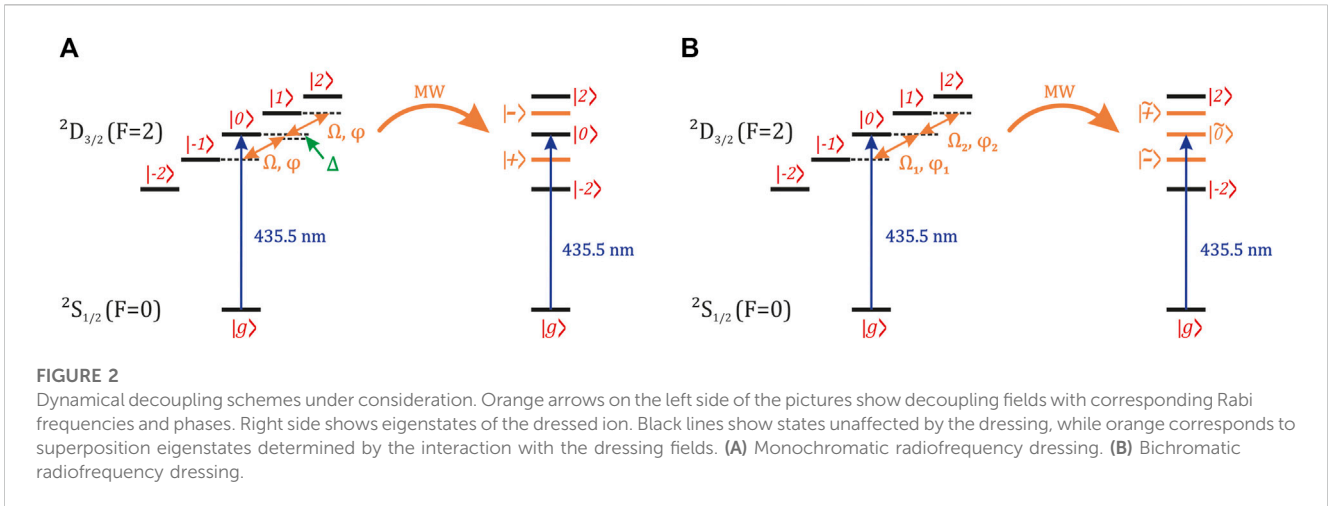 A
B
|2⟩
|1⟩
|0⟩
|-1⟩
|-2⟩
²D₃/₂ (F=2)
Ω, φ
Ω, φ
Δ
MW
|2⟩
|-⟩
|0⟩
|+⟩
|-2⟩
435.5 nm
435.5 nm
²S₁/₂ (F=0)
|g⟩
|g⟩
|2⟩
|1⟩
|0⟩
|-1⟩
|-2⟩
²D₃/₂ (F=2)
Ω₂, φ₂
Ω₁, φ₁
MW
|2⟩
|+̃⟩
|0̃⟩
|-̃⟩
|-2⟩
435.5 nm
435.5 nm
²S₁/₂ (F=0)
|g⟩
|g⟩
FIGURE 2
Dynamical decoupling schemes under consideration. Orange arrows on the left side of the pictures show decoupling fields with corresponding Rabi
frequencies and phases. Right side shows eigenstates of the dressed ion. Black lines show states unaffected by the dressing, while orange corresponds to
superposition eigenstates determined by the interaction with the dressing fields. (A) Monochromatic radiofrequency dressing. (B) Bichromatic
radiofrequency dressing.